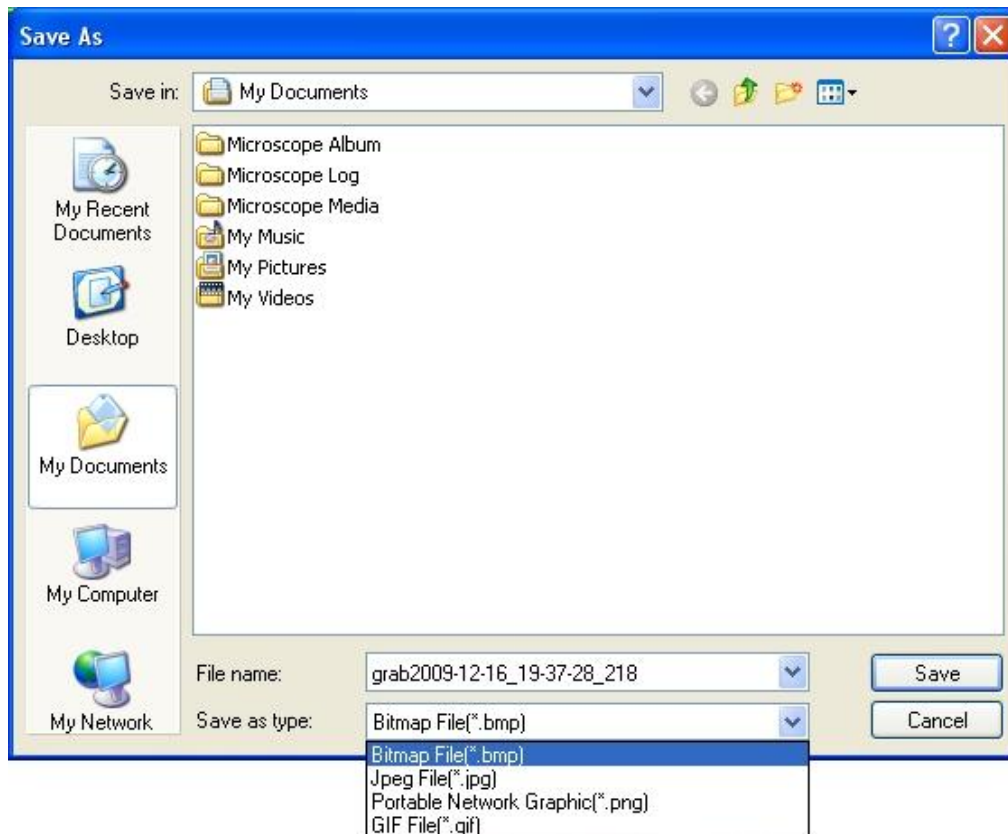 Save As
Save in:
My Documents
My Recent
Documents
Desktop
My Documents
My Computer
My Network
Microscope Album
Microscope Log
Microscope Media
My Music
My Pictures
My Videos
File name:
grab2009-12-16_19-37-28_218
Save
Save as type:
Bitmap File(*.bmp)
Cancel
Bitmap File(*.bmp)
Jpeg File(*.jpg)
Portable Network Graphic(*.png)
GIF File(*.gif)